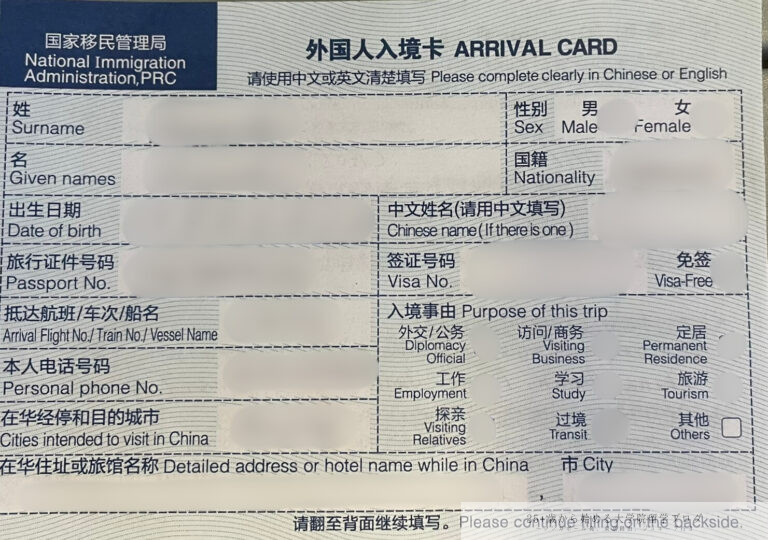 国家移民管理局
National Immigration
Administration,PRC
外国人入境卡 ARRIVAL CARD
请使用中文或英文清楚填写 Please complete clearly in Chinese or English
姓
Surname
性别 男 女
Sex Male Female
名
Given names
国籍
Nationality
出生日期
Date of birth
中文姓名(请用中文填写)
Chinese name ( If there is one )
旅行证件号码
Passport No.
签证号码 免签
Visa No. Visa-Free
抵达航班/车次/船名
Arrival Flight No./ Train No./ Vessel Name
入境事由 Purpose of this trip
外交/公务 访问/商务 定居
Diplomacy Visiting Permanent
Official Business Residence
本人电话号码
Personal phone No.
工作 学习 旅游
Employment Study Tourism
在华经停和目的城市
Cities intended to visit in China
探亲 过境 其他
Visiting Transit Others
Relatives
在华住址或旅馆名称 Detailed address or hotel name while in China 市 City
,
请翻至背面继续填写。Please continue filling on the backside.